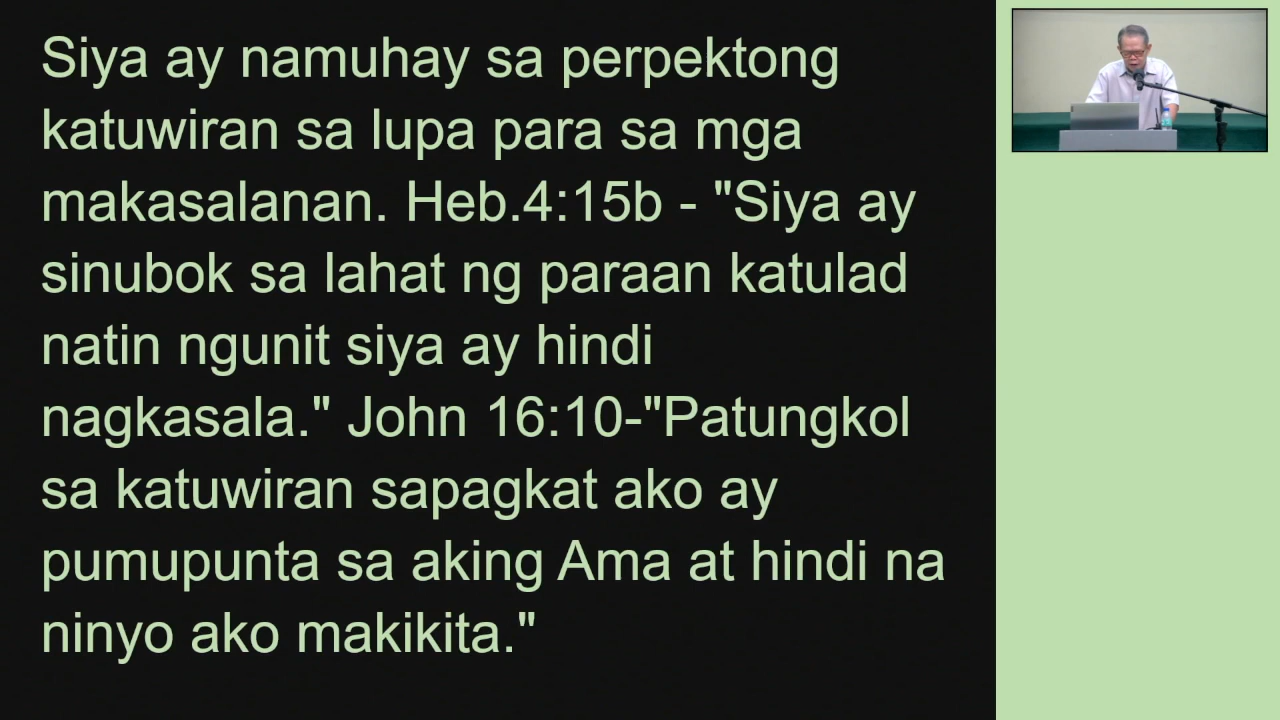 Siya ay namuhay sa perpektong
katuwiran sa lupa para sa mga
makasalanan. Heb.4:15b - "Siya ay
sinubok sa lahat ng paraan katulad
natin ngunit siya ay hindi
nagkasala." John 16:10-"Patungkol
sa katuwiran sapagkat ako ay
pumupunta sa aking Ama at hindi na
ninyo ako makikita."